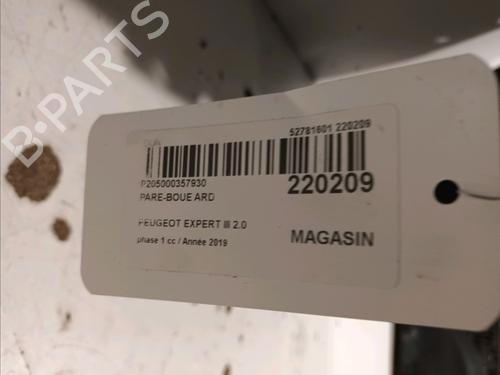 B-PARTS
52781601 220209
P205000357930
220209
PARE-BOUE ARD
PEUGEOT EXPERT III 2.0
MAGASIN
phase 1 cc / Année 2019